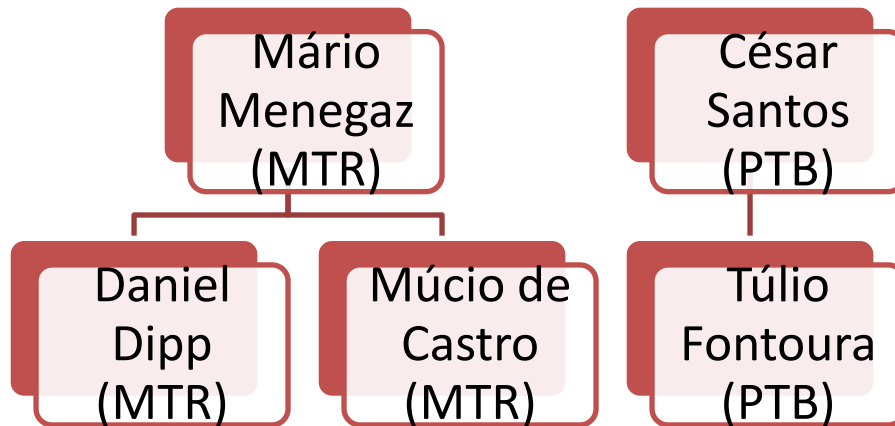 Mário
Menegaz
(MTR)
César
Santos
(PTB)
Daniel
Dipp
(MTR)
Múcio de
Castro
(MTR)
Túlio
Fontoura
(PTB)